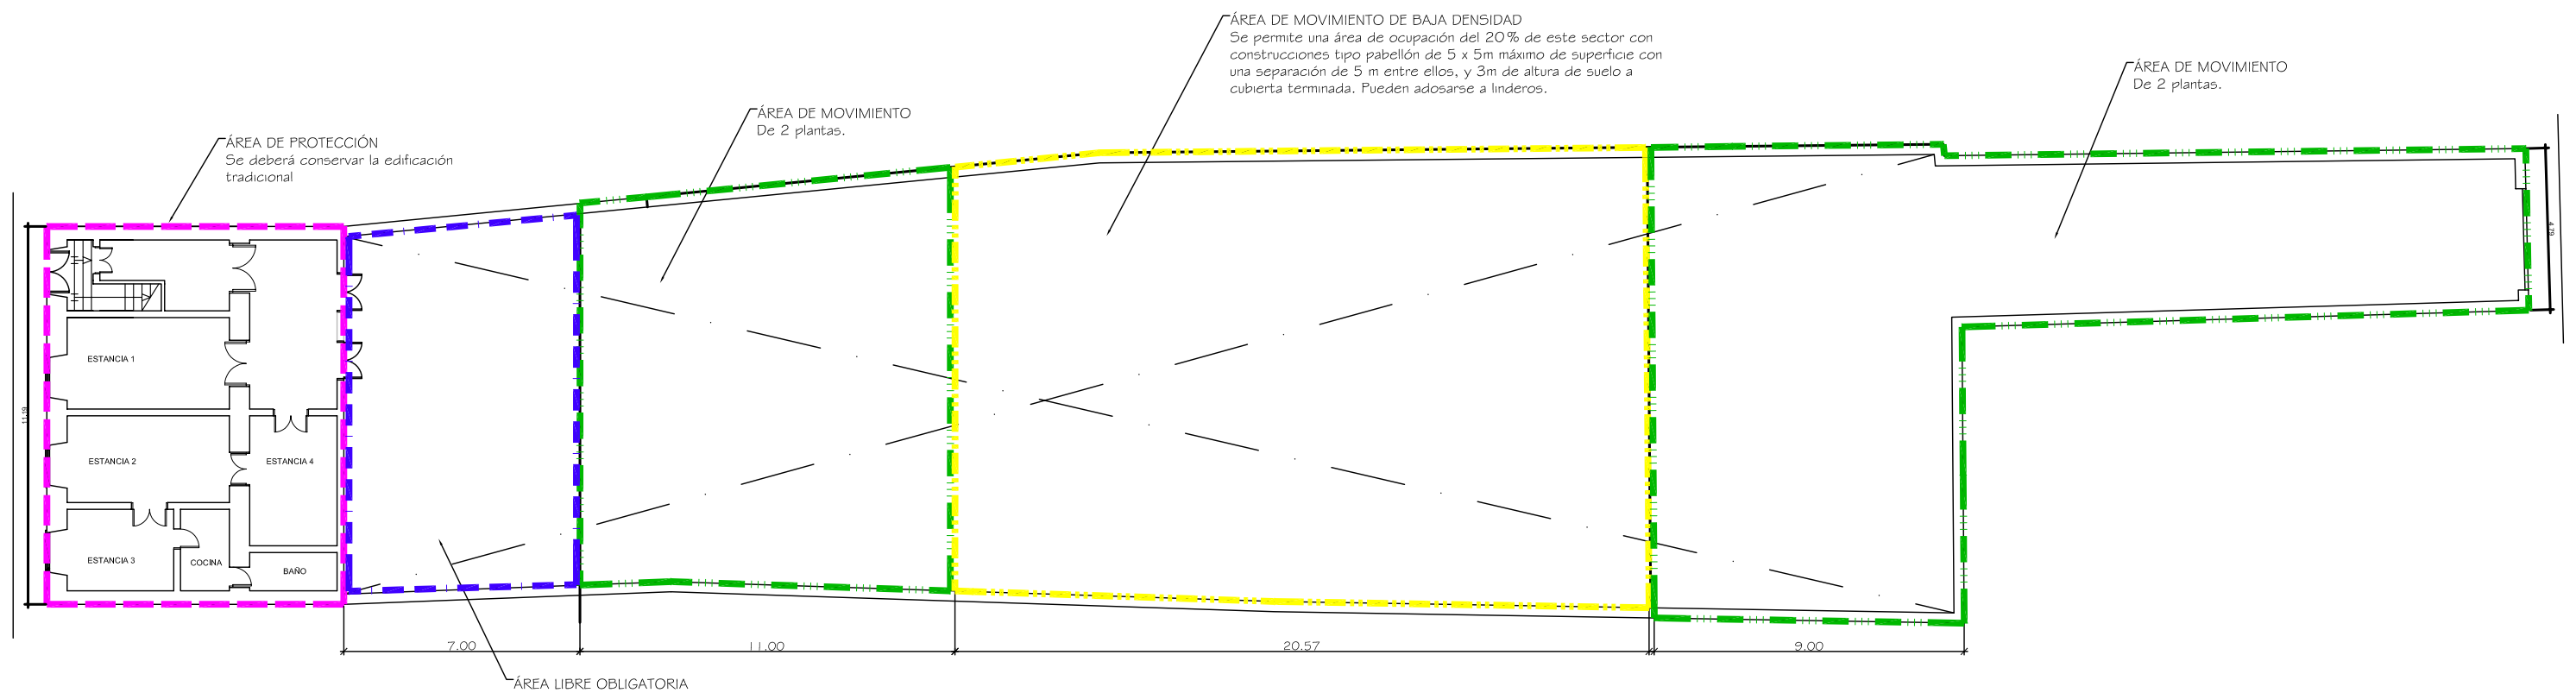 ÁREA DE MOVIMIENTO DE BAJA DENSIDAD
Se permite una área de ocupación del 20% de este sector con
construcciones tipo pabellón de 5 x 5m máximo de superficie con
una separación de 5 m entre ellos, y 3m de altura de suelo a
cubierta terminada. Pueden adosarse a linderos.
ÁREA DE MOVIMIENTO
De 2 plantas.
ÁREA DE MOVIMIENTO
De 2 plantas.
ÁREA DE PROTECCIÓN
Se deberá conservar la edificación
tradicional
4.79
ESTANCIA 1
11.19
ESTANCIA 2
ESTANCIA 4
ESTANCIA 3
COCINA
BAÑO
7.00
11.00
20.57
9.00
ÁREA LIBRE OBLIGATORIA